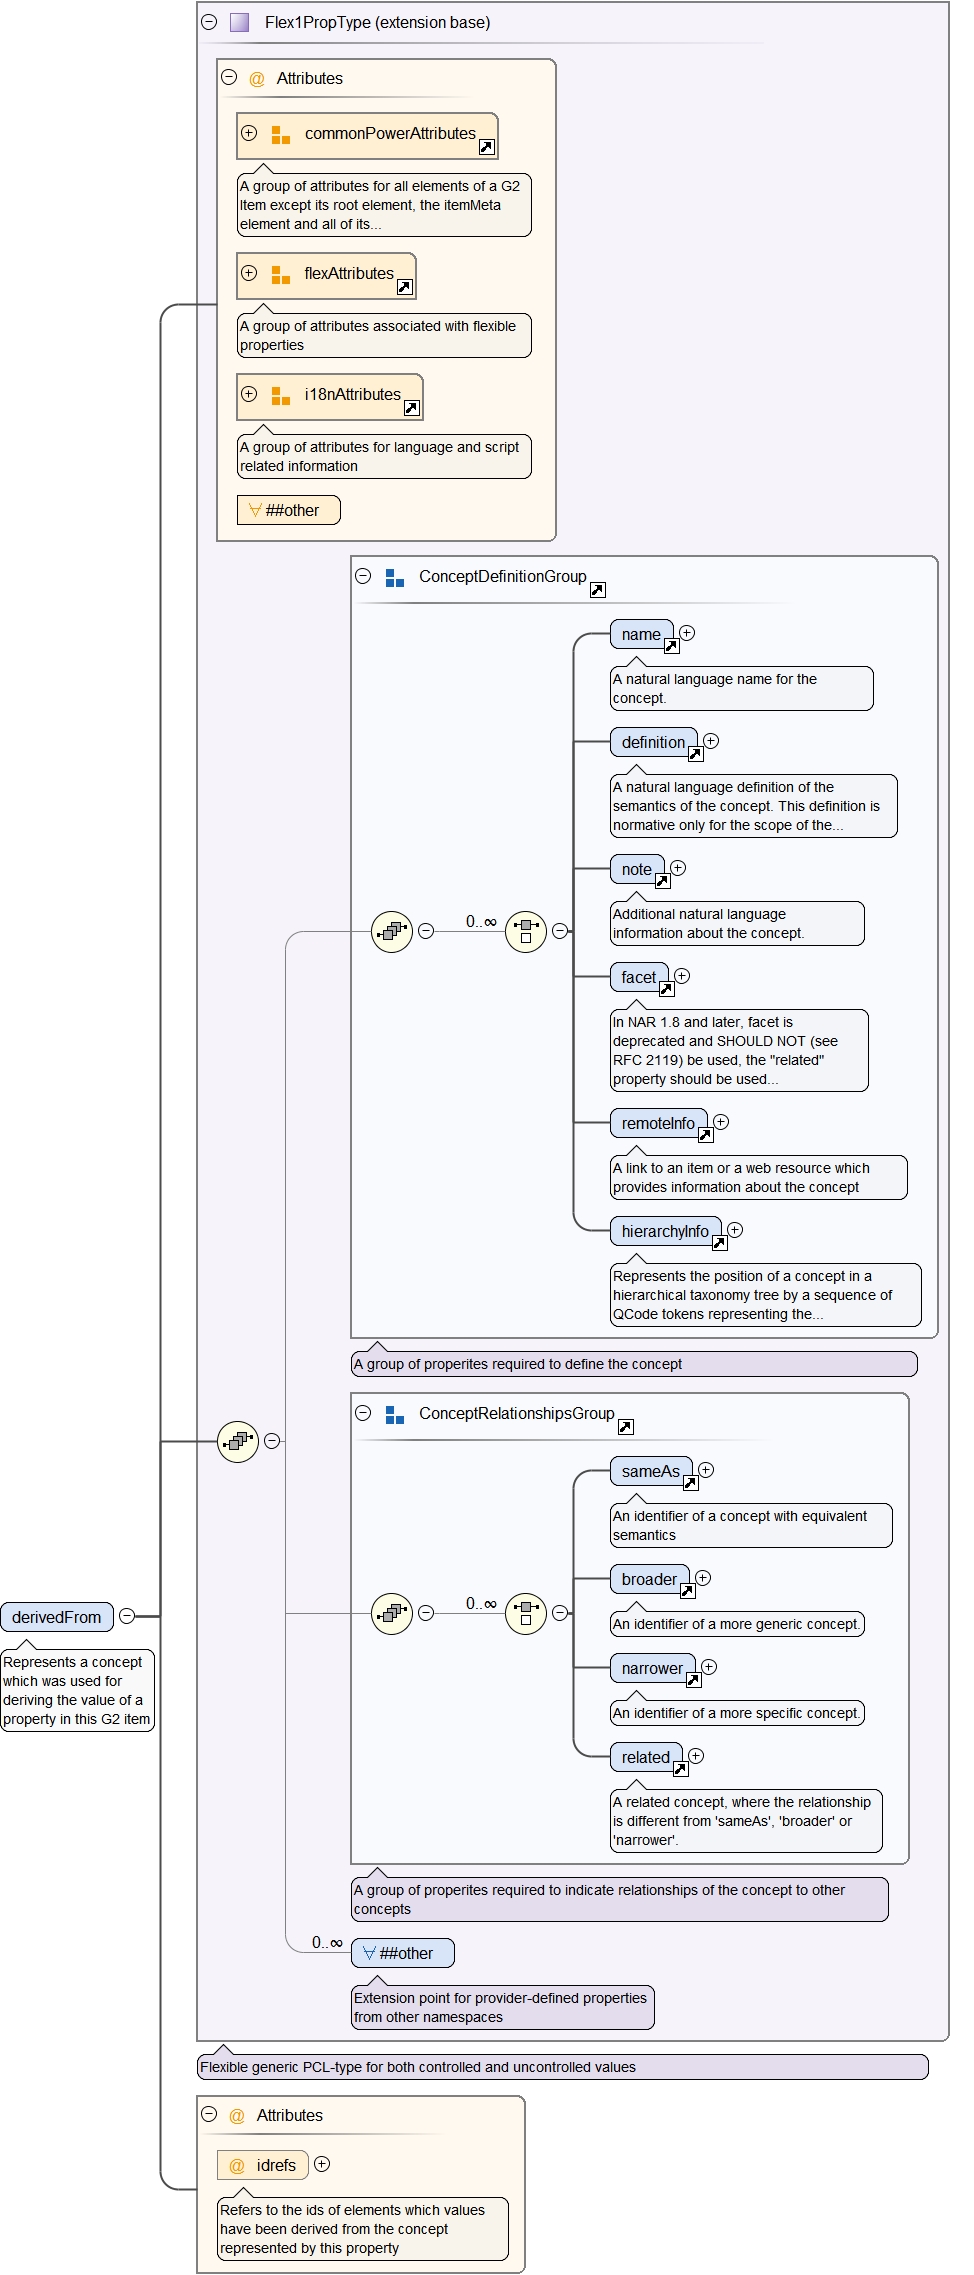 Flex1PropType (extension base)
@ Attributes
commonPowerAttributes
A group of attributes for all elements of a G2
Item except its root element, the itemMeta
element and all of its...
flexAttributes
A group of attributes associated with flexible
properties
i18nAttributes
A group of attributes for language and script
related information
##other
ConceptDefinitionGroup
name
A natural language name for the
concept.
definition
A natural language definition of the
semantics of the concept. This definition is
normative only for the scope of the...
note
Additional natural language
information about the concept.
0..∞
facet
In NAR 1.8 and later, facet is
deprecated and SHOULD NOT (see
RFC 2119) be used, the "related"
property should be used...
remoteInfo
A link to an item or a web resource which
provides information about the concept
hierarchyInfo
Represents the position of a concept in a
hierarchical taxonomy tree by a sequence of
QCode tokens representing the...
A group of properites required to define the concept
ConceptRelationshipsGroup
sameAs
An identifier of a concept with equivalent
semantics
broader
0..∞
An identifier of a more generic concept.
narrower
An identifier of a more specific concept.
related
A related concept, where the relationship
is different from 'sameAs', 'broader' or
'narrower'.
A group of properites required to indicate relationships of the concept to other
concepts
0..∞
##other
Extension point for provider-defined properties
from other namespaces
Flexible generic PCL-type for both controlled and uncontrolled values
derivedFrom
Represents a concept
which was used for
deriving the value of a
property in this G2 item
@ Attributes
@ idrefs
Refers to the ids of elements which values
have been derived from the concept
represented by this property